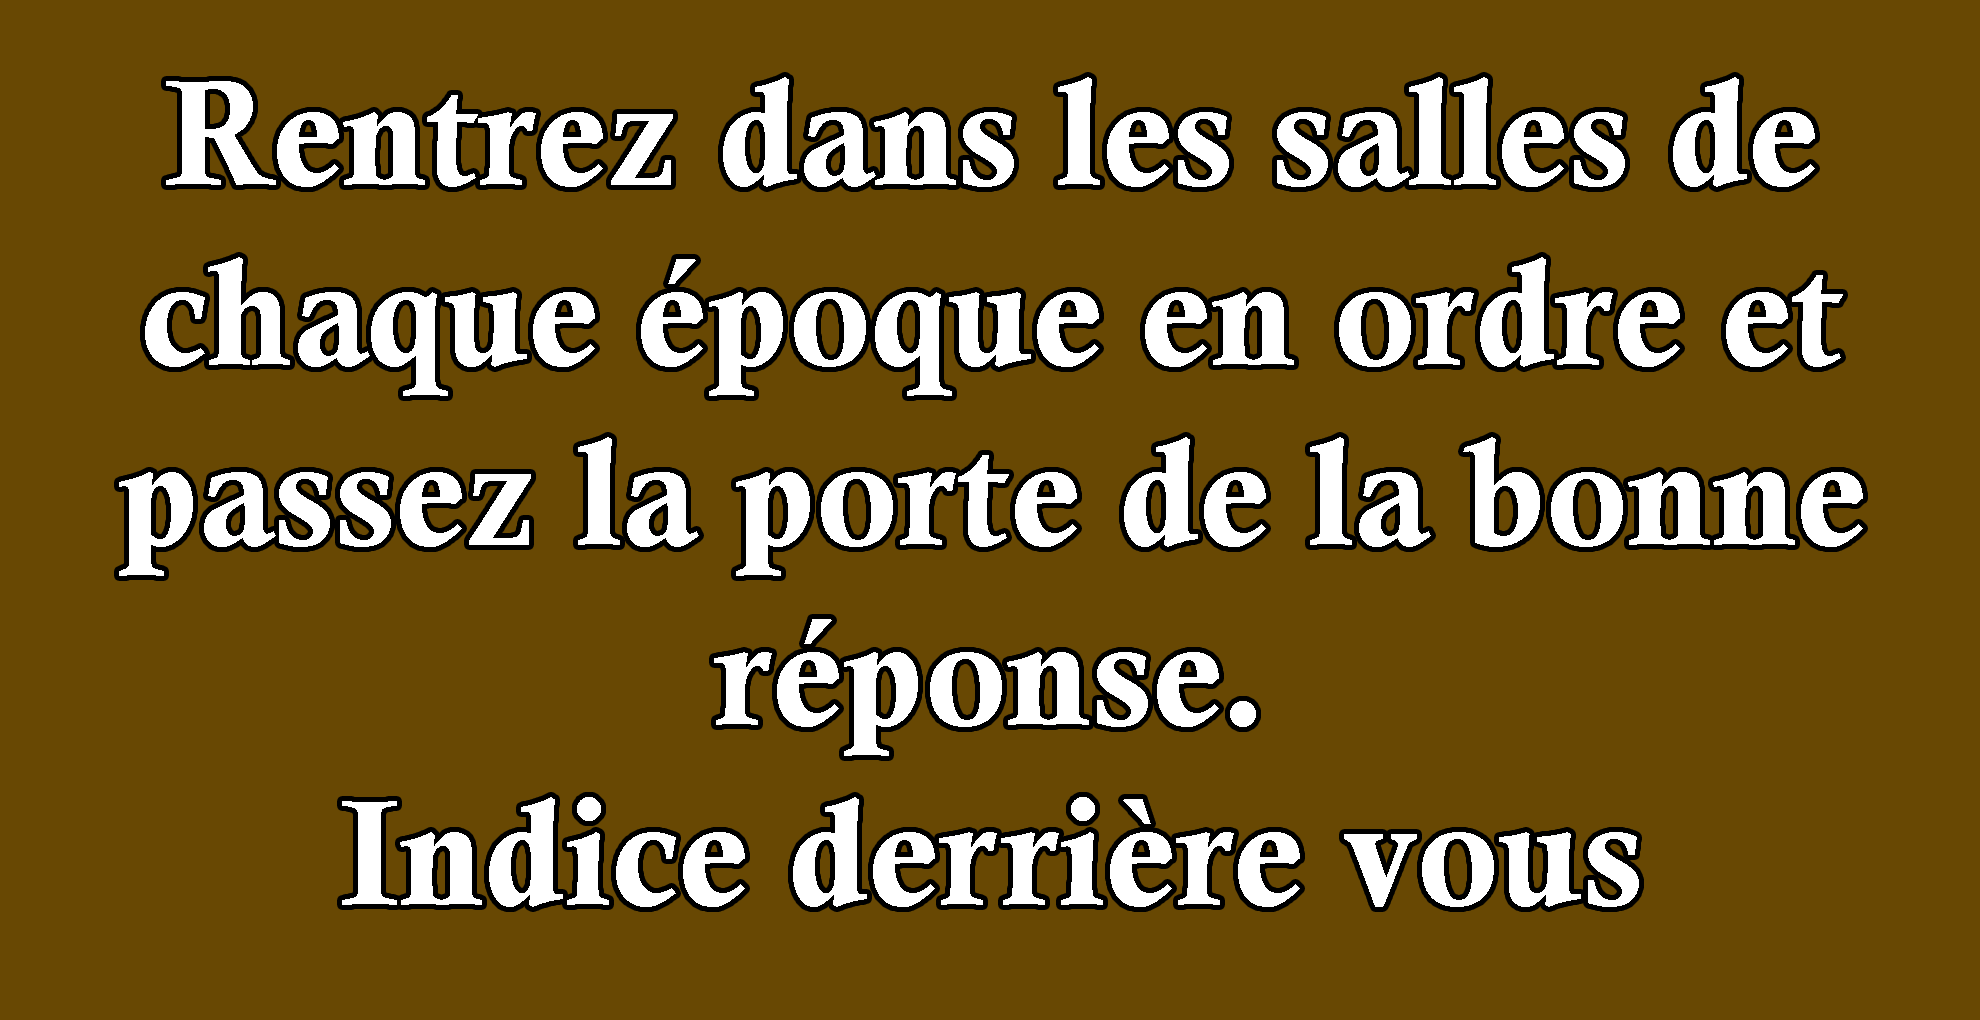 Rentrez dans les salles de
chaque époque en ordre et
passez la porte de la bonne
réponse.
Indice derrière vous